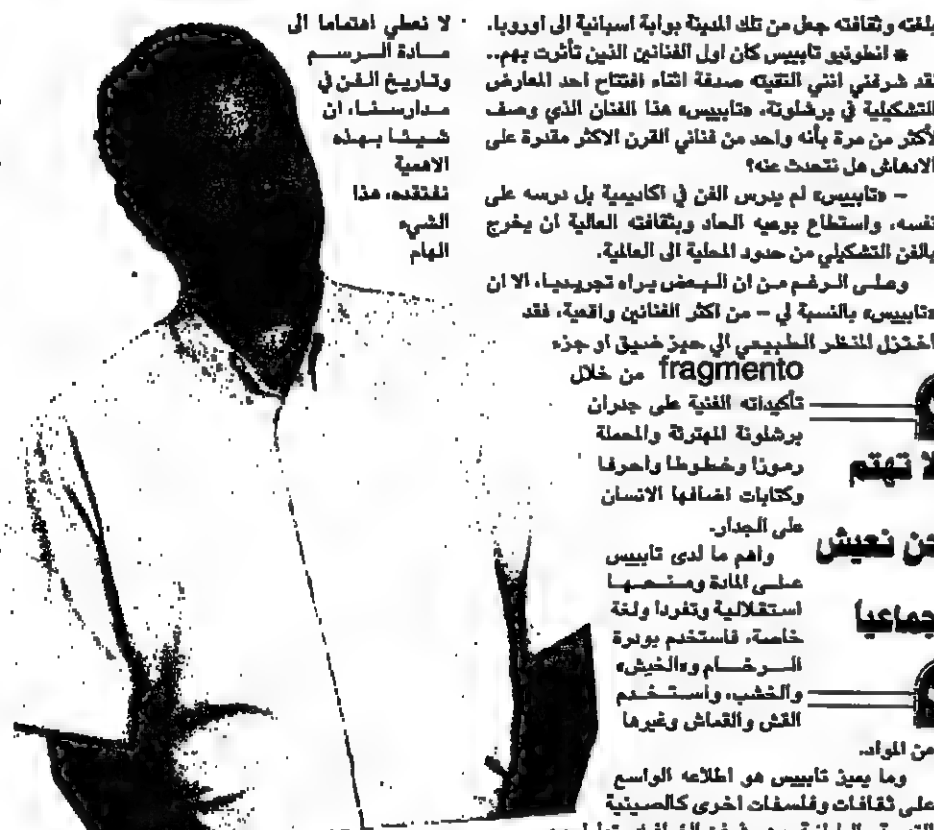 بلغته وثقافته جعل من تلك المدينة بوابة اسبانية الى اوروبا.
* انطونيو تابييس كان اول الفنانين الذين تأثرت بهم..
لقد شرفني انني التقيته صدفة اثناء افتتاح احد المعارض
التشكيلية في برشلونة، «تابييس» هذا الفنان الذي وصف
لأكثر من مرة بأنه واحد من فناني القرن الاكثر مقدرة على
الادهاش هل نتحدث عنه؟
– «تابييس» لم يدرس الفن في اكاديمية بل درسه على
نفسه، واستطاع بوعيه الحاد وبثقافته العالية ان يخرج
بالفن التشكيلي من حدود المحلية الى العالمية.
وعلى الرغم من ان البعض يراه تجريديا، الا ان
«تابييس» بالنسبة لي – من اكثر الفنانين واقعية، فقد
اختزل المنظر الطبيعي الى حيز ضيق او جزء
fragmento من خلال
تأكيداته الفنية على جدران
برشلونة المهترئة والمحملة
رموزا وخطوطا واحرفا
وكتابات اضافها الانسان
على الجدار.
واهم ما لدى تابييس
على المادة ومنحها
استقلالية وتفردا ولغة
خاصة، فاستخدم بودرة
الرخام و«الخيش»
والخشب، واستخدم
القش والقماش وغيرها
من المواد.
وما يميز تابييس هو اطلاعه الواسع
على ثقافات وفلسفات اخرى كالصينية
لا تهتم
نعيش
جماعيا
لا نعطي اهتماما الى
مادة الرسم
وتاريخ الفن في
مدارسنا، ان
شيئا بهذه
الاهمية
نفتقده، هذا
الشيء
الهام